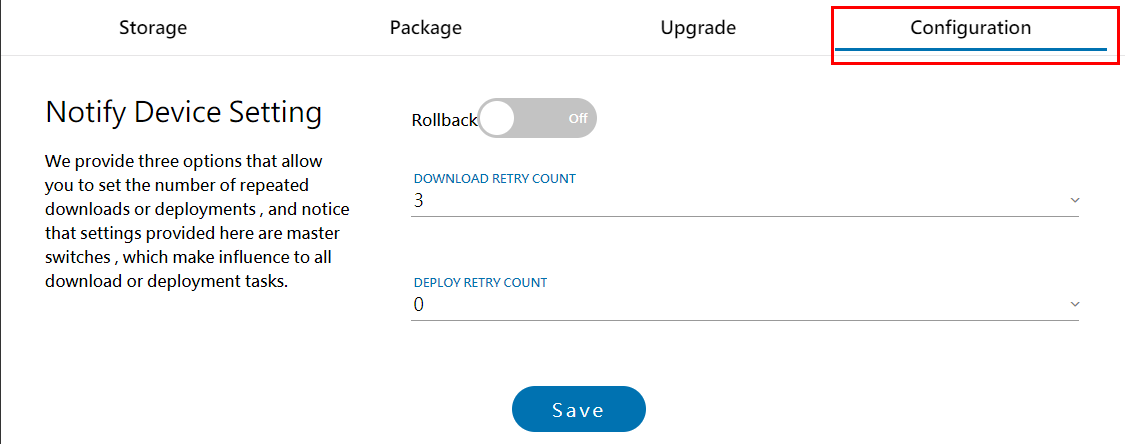 Storage Package Upgrade Configuration
Notify Device Setting
We provide three options that allow
you to set the number of repeated
downloads or deployments , and notice
that settings provided here are master
switches , which make influence to all
download or deployment tasks.
Rollback Off
DOWNLOAD RETRY COUNT
3
DEPLOY RETRY COUNT
0
Save